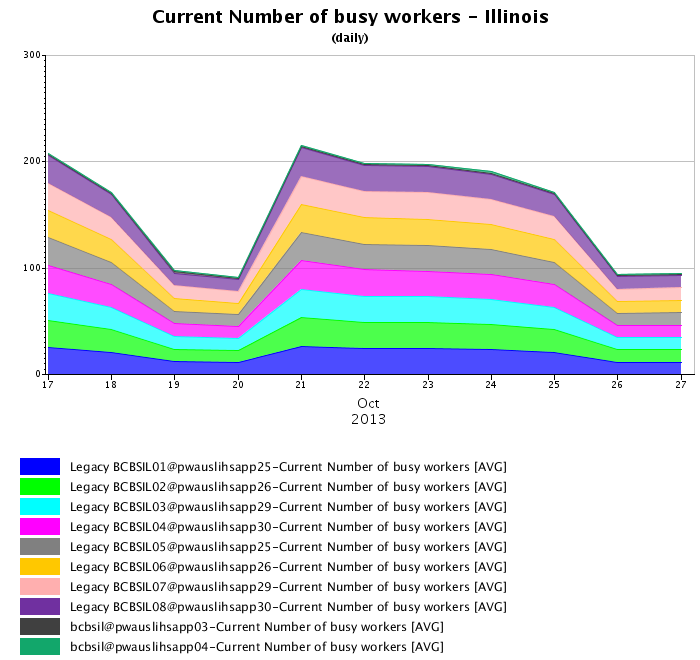 Current Number of busy workers - Illinois
(daily)
300
200
100
0
17 18 19 20 21 22 23 24 25 26 27
Oct
2013
Legacy BCBSIL01@pwauslihsapp25-Current Number of busy workers [AVG]
Legacy BCBSIL02@pwauslihsapp26-Current Number of busy workers [AVG]
Legacy BCBSIL03@pwauslihsapp29-Current Number of busy workers [AVG]
Legacy BCBSIL04@pwauslihsapp30-Current Number of busy workers [AVG]
Legacy BCBSIL05@pwauslihsapp25-Current Number of busy workers [AVG]
Legacy BCBSIL06@pwauslihsapp26-Current Number of busy workers [AVG]
Legacy BCBSIL07@pwauslihsapp29-Current Number of busy workers [AVG]
Legacy BCBSIL08@pwauslihsapp30-Current Number of busy workers [AVG]
bcbsil@pwauslihsapp03-Current Number of busy workers [AVG]
bcbsil@pwauslihsapp04-Current Number of busy workers [AVG]